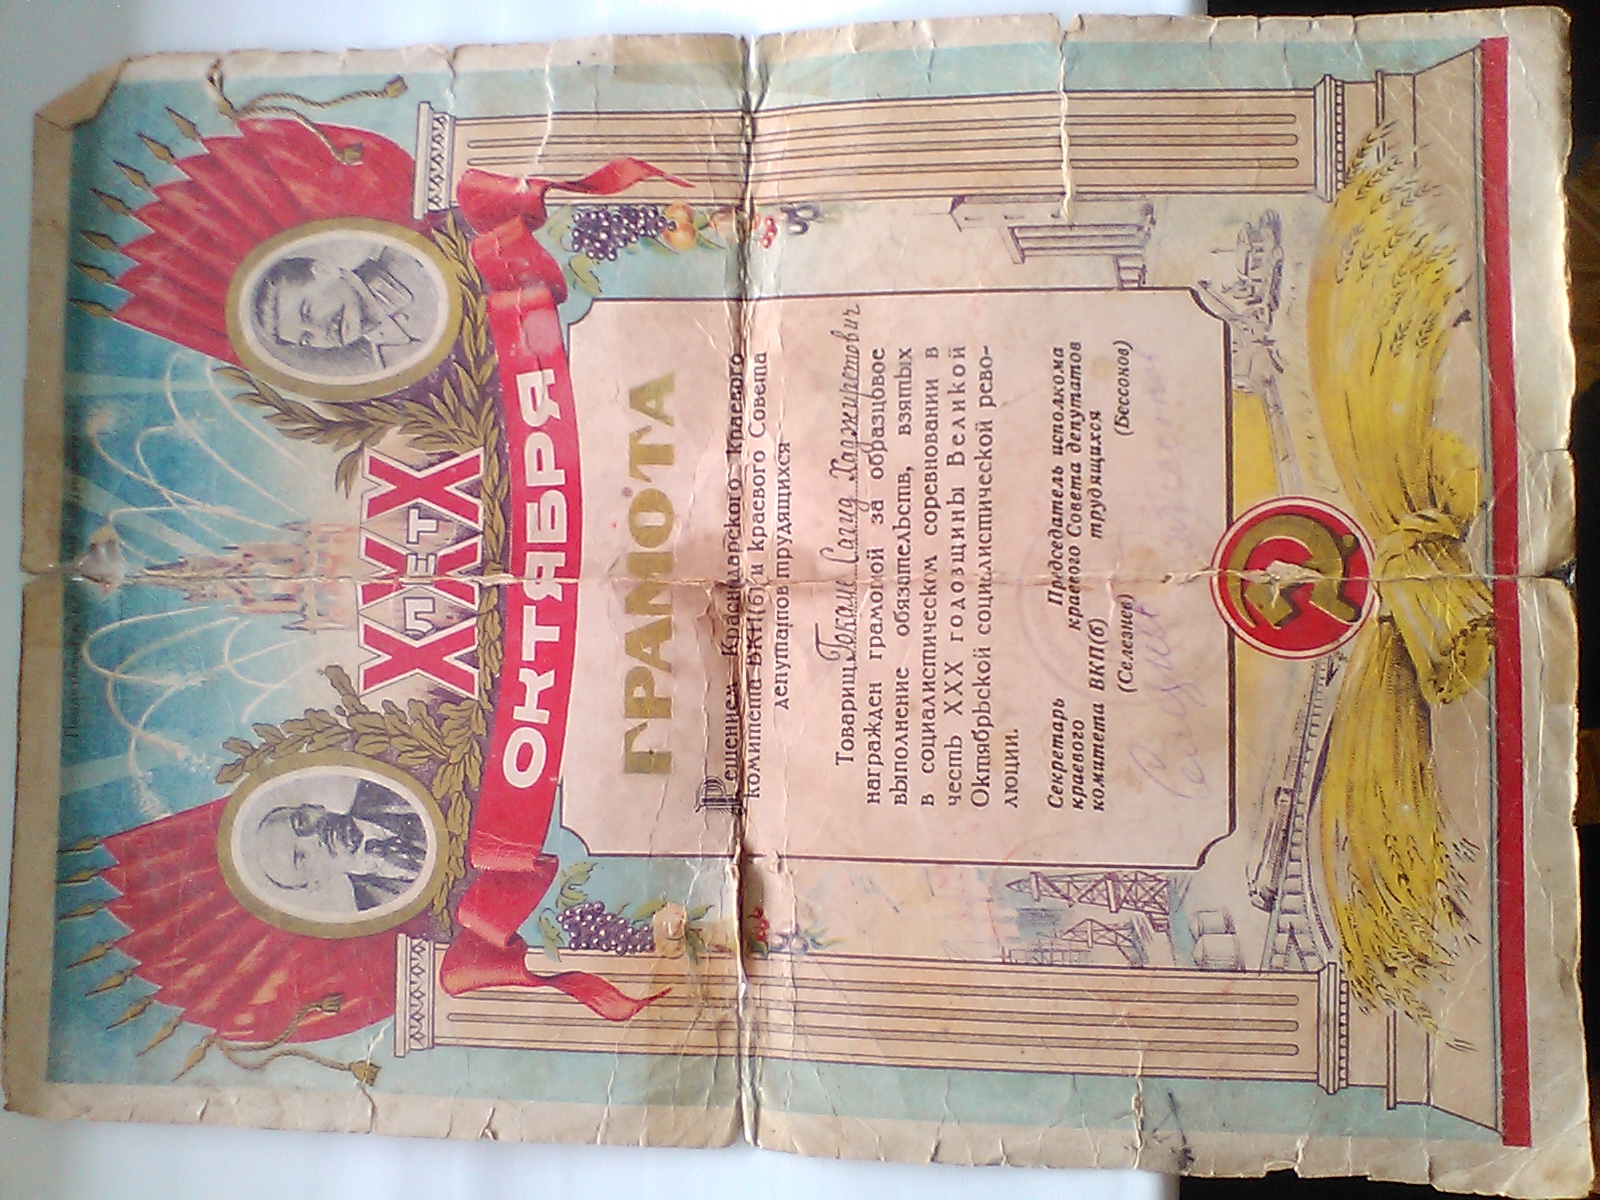 XXX
ЛЕТ
ОКТЯБРЯ
ГРАМОТА
Решением Краснодарского краевого
комитета ВКП(б) и краевого Совета
депутатов трудящихся
Товарищ Сагид Хаджиретович
награжден грамотой за образцовое
выполнение обязательств, взятых
в социалистическом соревновании в
честь XXX годовщины Великой
Октябрьской социалистической рево-
люции.
Секретарь
краевого
комитета ВКП(б)
(Селезнев)
Председатель исполкома
краевого Совета депутатов
трудящихся
(Бессонов)